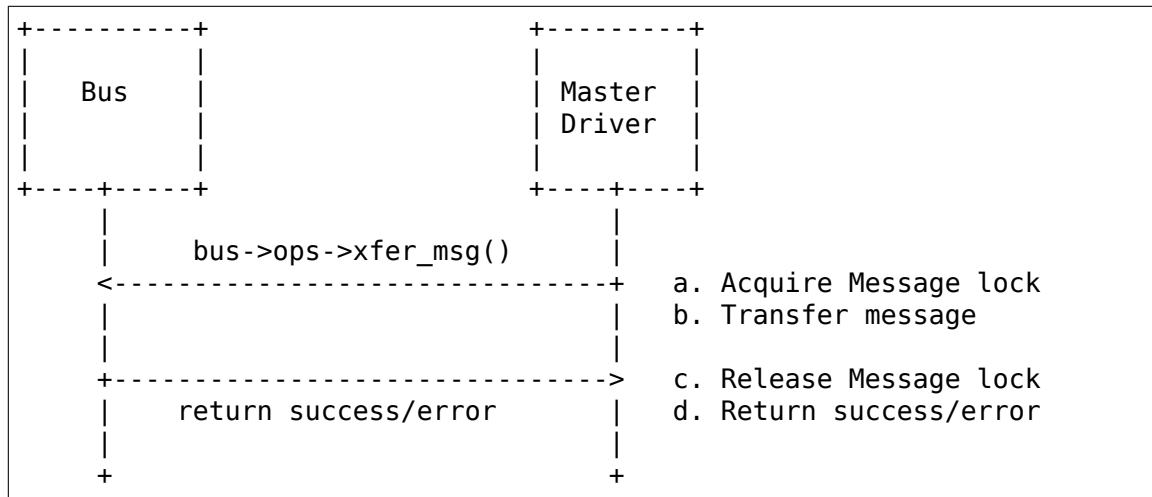 Bus
Master
Driver
bus->ops->xfer_msg()
a. Acquire Message lock
b. Transfer message
c. Release Message lock
return success/error d. Return success/error